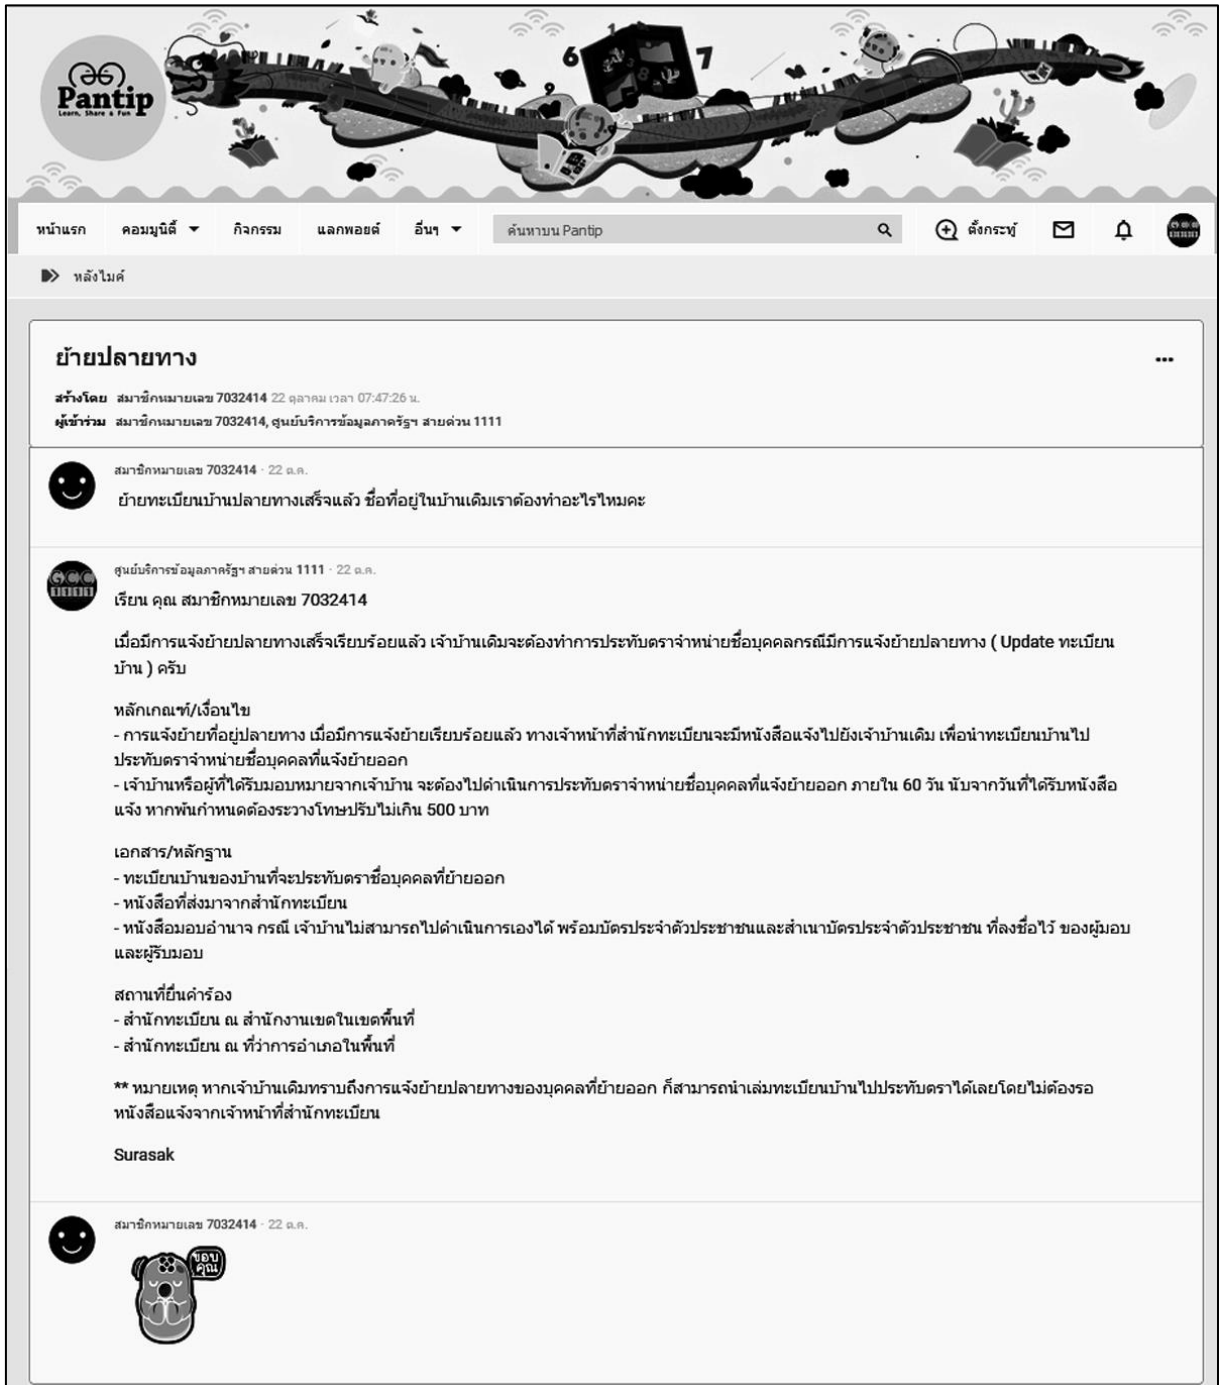 Pantip
Learn, Share & Fun
1
6
7
8
9
หน้าแรก คอมมูนิตี้ กิจกรรม แลกพอยต์ อื่นๆ ค้นหาบน Pantip ตั้งกระทู้
หลังไมค์
ย้ายปลายทาง
สร้างโดย สมาชิกหมายเลข 7032414 22 ตุลาคม เวลา 07:47:26 น.
ผู้เข้าร่วม สมาชิกหมายเลข 7032414, ศูนย์บริการข้อมูลภาครัฐฯ สายด่วน 1111
สมาชิกหมายเลข 7032414 · 22 ต.ค.
ย้ายทะเบียนบ้านปลายทางเสร็จแล้ว ชื่อที่อยู่ในบ้านเดิมเราต้องทำอะไรไหมคะ
GCC
1111
ศูนย์บริการข้อมูลภาครัฐฯ สายด่วน 1111 · 22 ต.ค.
เรียน คุณ สมาชิกหมายเลข 7032414
เมื่อมีการแจ้งย้ายปลายทางเสร็จเรียบร้อยแล้ว เจ้าบ้านเดิมจะต้องทำการประทับตราจำหน่ายชื่อบุคคลกรณีมีการแจ้งย้ายปลายทาง ( Update ทะเบียน
บ้าน ) ครับ
หลักเกณฑ์/เงื่อนไข
- การแจ้งย้ายที่อยู่ปลายทาง เมื่อมีการแจ้งย้ายเรียบร้อยแล้ว ทางเจ้าหน้าที่สำนักทะเบียนจะมีหนังสือแจ้งไปยังเจ้าบ้านเดิม เพื่อนำทะเบียนบ้านไป
ประทับตราจำหน่ายชื่อบุคคลที่แจ้งย้ายออก
- เจ้าบ้านหรือผู้ที่ได้รับมอบหมายจากเจ้าบ้าน จะต้องไปดำเนินการประทับตราจำหน่ายชื่อบุคคลที่แจ้งย้ายออก ภายใน 60 วัน นับจากวันที่ได้รับหนังสือ
แจ้ง หากพ้นกำหนดต้องระวางโทษปรับไม่เกิน 500 บาท
เอกสาร/หลักฐาน
- ทะเบียนบ้านของบ้านที่จะประทับตราชื่อบุคคลที่ย้ายออก
- หนังสือที่ส่งมาจากสำนักทะเบียน
- หนังสือมอบอำนาจ กรณี เจ้าบ้านไม่สามารถไปดำเนินการเองได้ พร้อมบัตรประจำตัวประชาชนและสำเนาบัตรประจำตัวประชาชน ที่ลงชื่อไว้ ของผู้มอบ
และผู้รับมอบ
สถานที่ยื่นคำร้อง
- สำนักทะเบียน ณ สำนักงานเขตในเขตพื้นที่
- สำนักทะเบียน ณ ที่ว่าการอำเภอในพื้นที่
** หมายเหตุ หากเจ้าบ้านเดิมทราบถึงการแจ้งย้ายปลายทางของบุคคลที่ย้ายออก ก็สามารถนำเล่มทะเบียนบ้านไปประทับตราได้เลยโดยไม่ต้องรอ
หนังสือแจ้งจากเจ้าหน้าที่สำนักทะเบียน
Surasak
สมาชิกหมายเลข 7032414 · 22 ต.ค.
ขอบ
คุณ